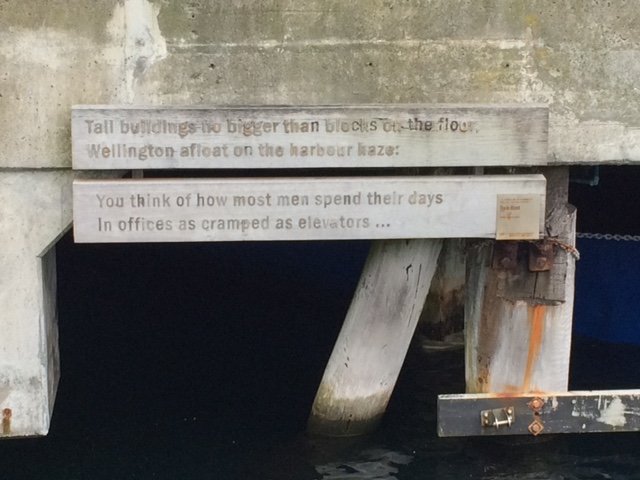 Tall buildings no bigger than blocks on the floor,
Wellington afloat on the harbour haze:
You think of how most men spend their days
In offices as cramped as elevators ...